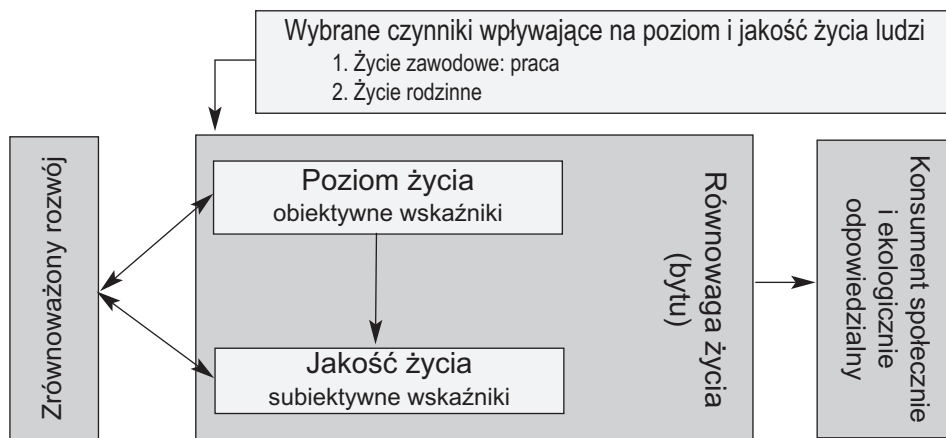 Wybrane czynniki wpływające na poziom i jakość życia ludzi
1. Życie zawodowe: praca
2. Życie rodzinne
Zrównoważony rozwój
Poziom życia
obiektywne wskaźniki
Jakość życia
subiektywne wskaźniki
Równowaga życia
(bytu)
Konsument społecznie
i ekologicznie
odpowiedzialny